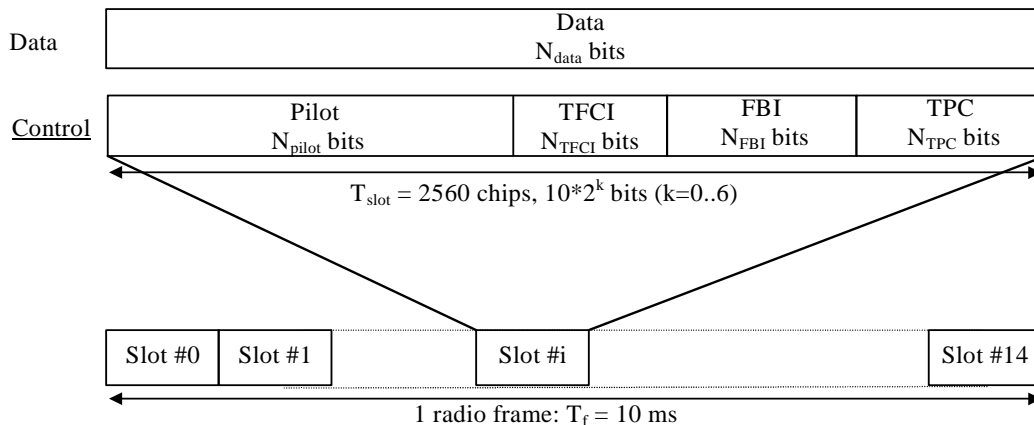 Data
Data
N_data bits
Control
Pilot
N_pilot bits
TFCI
N_TFCI bits
FBI
N_FBI bits
TPC
N_TPC bits
T_slot = 2560 chips, 10*2^k bits (k=0..6)
Slot #0
Slot #1
Slot #i
Slot #14
1 radio frame: T_f = 10 ms